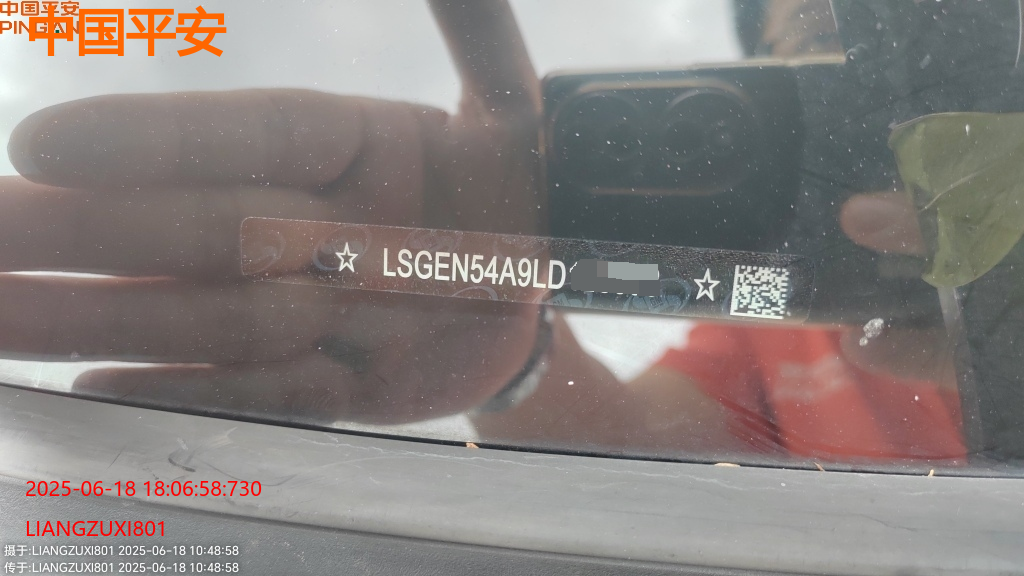 中国平安
PINGAN
中国平安
☆ LSGEN54A9LD ☆
2025-06-18 18:06:58:730
LIANGZUXI801
摄于:LIANGZUXI801 2025-06-18 10:48:58
传于:LIANGZUXI801 2025-06-18 10:48:58